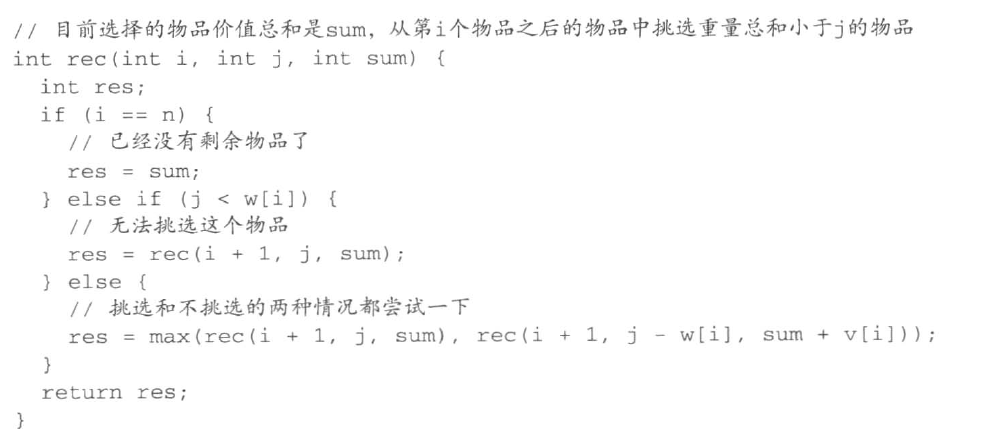 // 目前选择的物品价值总和是sum，从第i个物品之后的物品中挑选重量总和小于j的物品
int rec(int i, int j, int sum) {
  int res;
  if (i == n) {
    // 已经没有剩余物品了
    res = sum;
  } else if (j < w[i]) {
    // 无法挑选这个物品
    res = rec(i + 1, j, sum);
  } else {
    // 挑选和不挑选的两种情况都尝试一下
    res = max(rec(i + 1, j, sum), rec(i + 1, j - w[i], sum + v[i]));
  }
  return res;
}